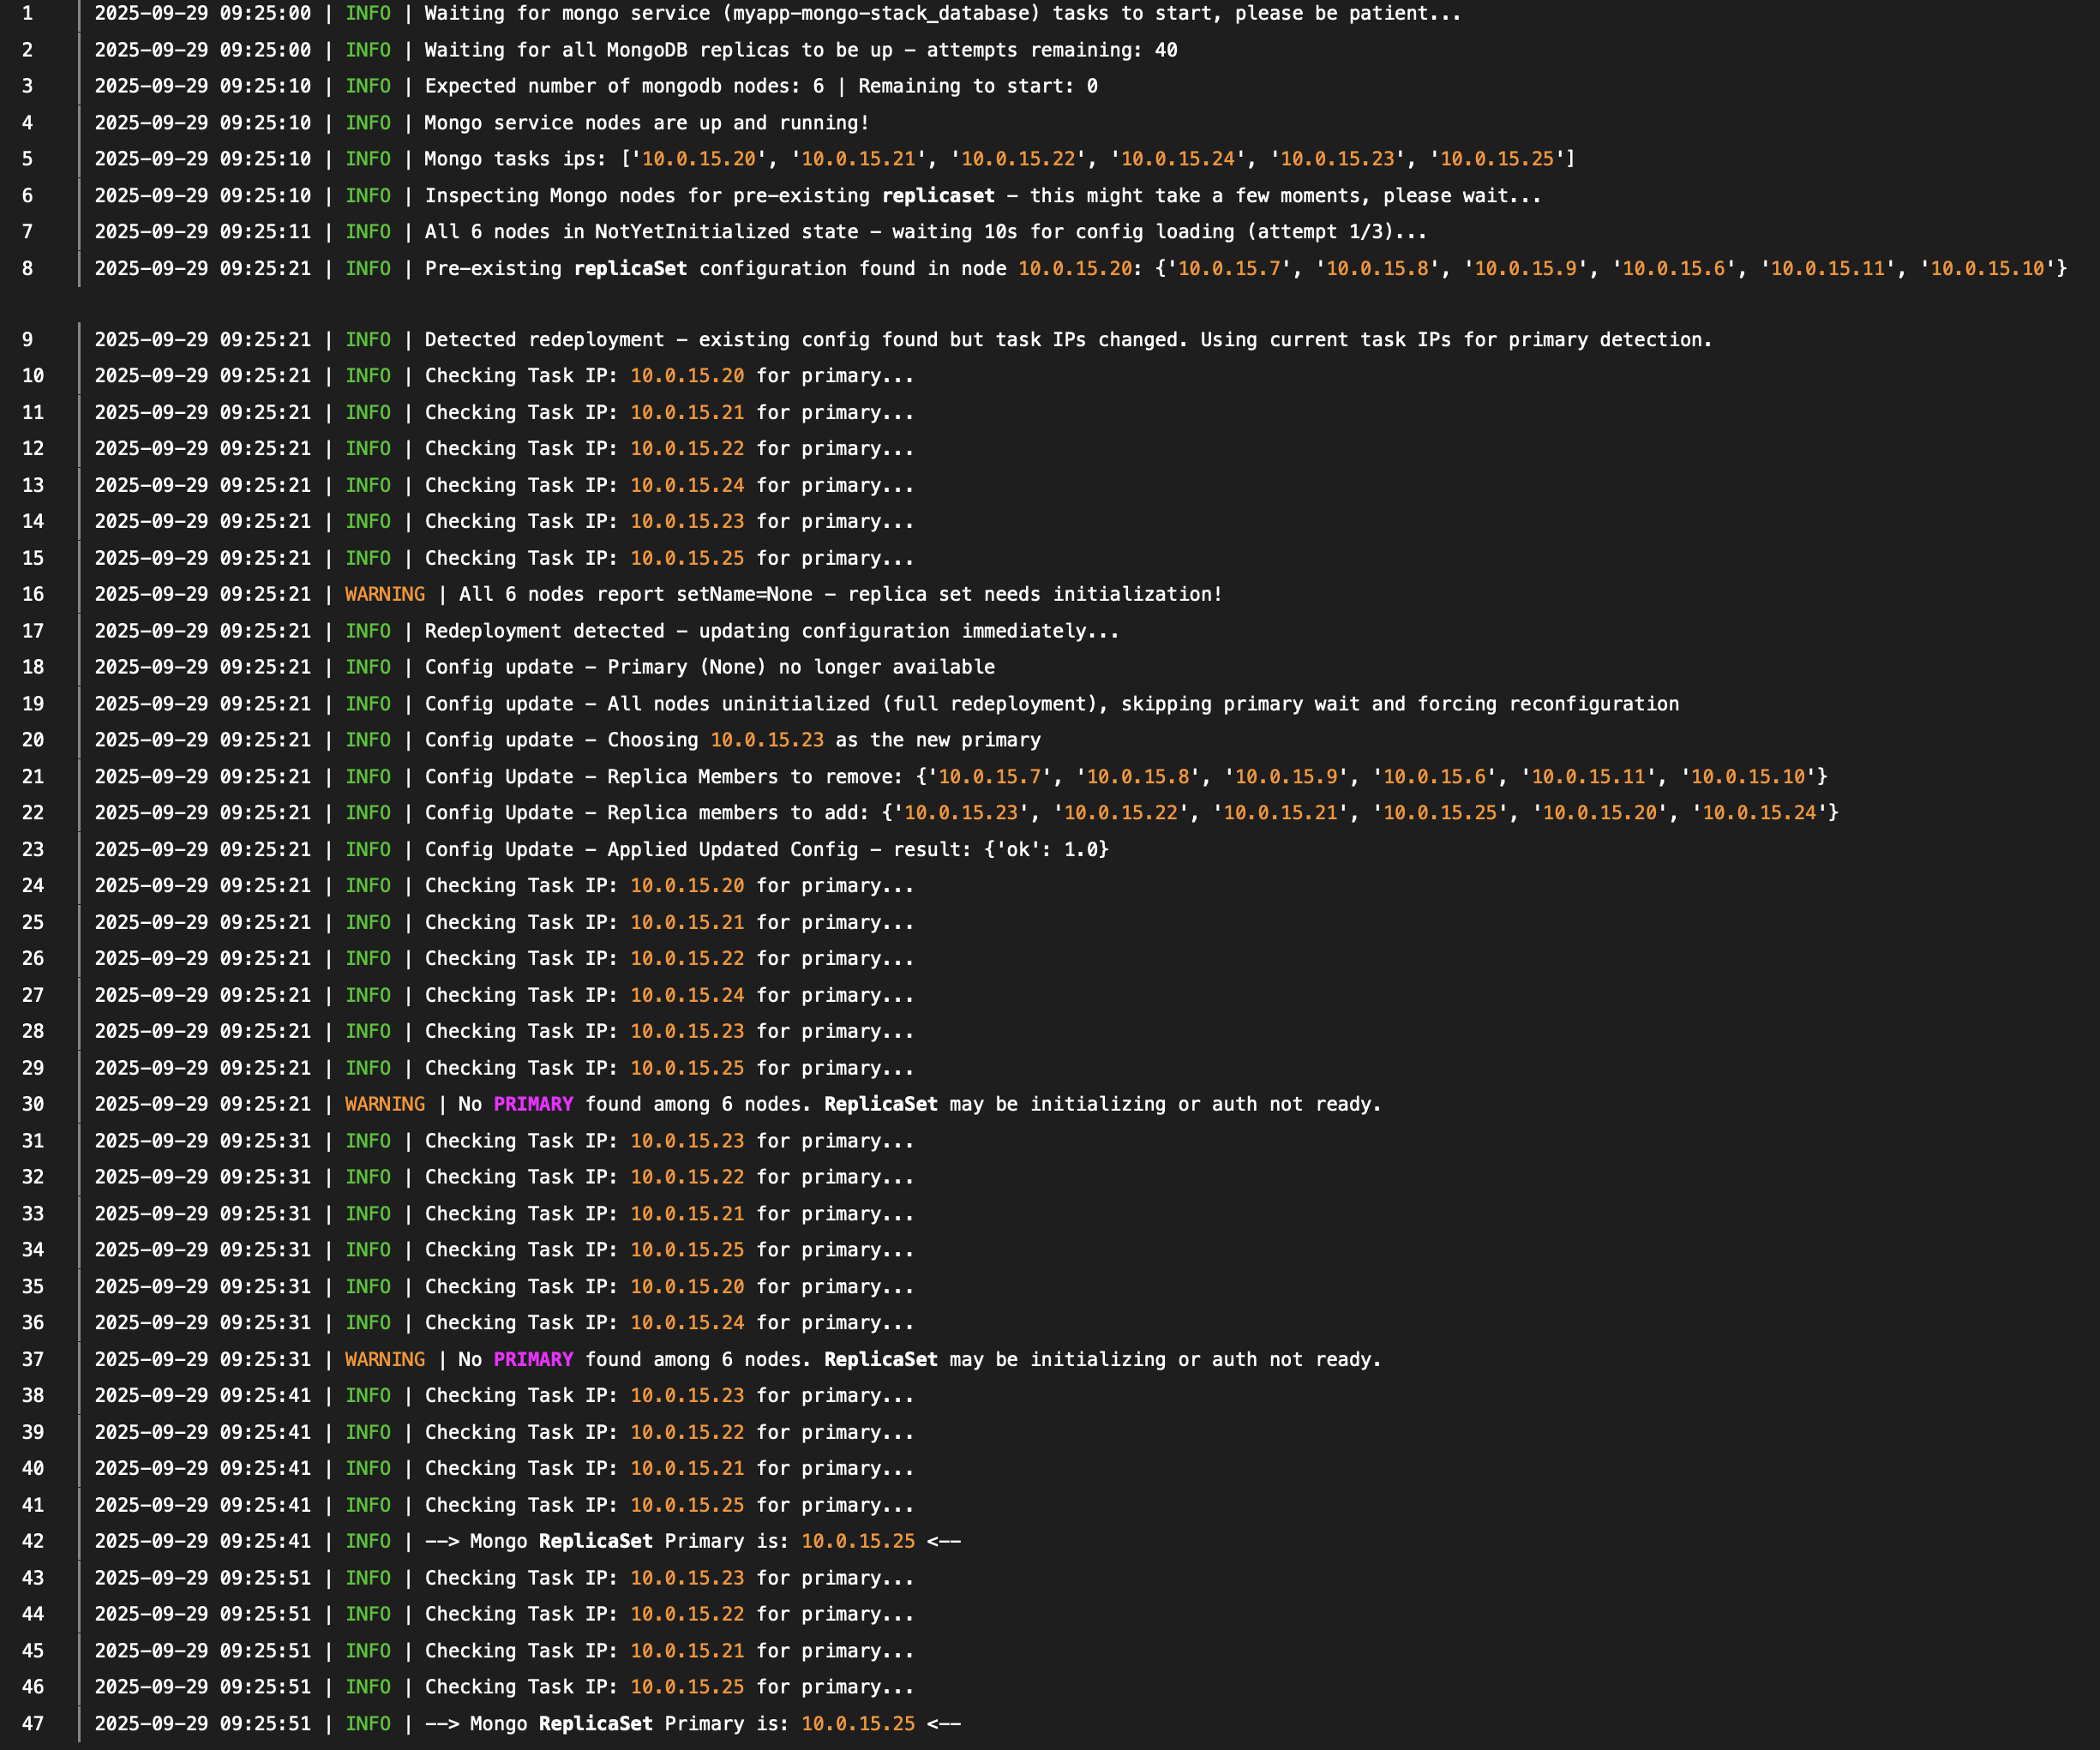 1 2025-09-29 09:25:00 | INFO | Waiting for mongo service (myapp-mongo-stack_database) tasks to start, please be patient...
2 2025-09-29 09:25:00 | INFO | Waiting for all MongoDB replicas to be up - attempts remaining: 40
3 2025-09-29 09:25:10 | INFO | Expected number of mongodb nodes: 6 | Remaining to start: 0
4 2025-09-29 09:25:10 | INFO | Mongo service nodes are up and running!
5 2025-09-29 09:25:10 | INFO | Mongo tasks ips: ['10.0.15.20', '10.0.15.21', '10.0.15.22', '10.0.15.24', '10.0.15.23', '10.0.15.25']
6 2025-09-29 09:25:10 | INFO | Inspecting Mongo nodes for pre-existing replicaset - this might take a few moments, please wait...
7 2025-09-29 09:25:11 | INFO | All 6 nodes in NotYetInitialized state - waiting 10s for config loading (attempt 1/3)...
8 2025-09-29 09:25:21 | INFO | Pre-existing replicaSet configuration found in node 10.0.15.20: {'10.0.15.7', '10.0.15.8', '10.0.15.9', '10.0.15.6', '10.0.15.11', '10.0.15.10'}
9 2025-09-29 09:25:21 | INFO | Detected redeployment - existing config found but task IPs changed. Using current task IPs for primary detection.
10 2025-09-29 09:25:21 | INFO | Checking Task IP: 10.0.15.20 for primary...
11 2025-09-29 09:25:21 | INFO | Checking Task IP: 10.0.15.21 for primary...
12 2025-09-29 09:25:21 | INFO | Checking Task IP: 10.0.15.22 for primary...
13 2025-09-29 09:25:21 | INFO | Checking Task IP: 10.0.15.24 for primary...
14 2025-09-29 09:25:21 | INFO | Checking Task IP: 10.0.15.23 for primary...
15 2025-09-29 09:25:21 | INFO | Checking Task IP: 10.0.15.25 for primary...
16 2025-09-29 09:25:21 | WARNING | All 6 nodes report setName=None - replica set needs initialization!
17 2025-09-29 09:25:21 | INFO | Redeployment detected - updating configuration immediately...
18 2025-09-29 09:25:21 | INFO | Config update - Primary (None) no longer available
19 2025-09-29 09:25:21 | INFO | Config update - All nodes uninitialized (full redeployment), skipping primary wait and forcing reconfiguration
20 2025-09-29 09:25:21 | INFO | Config update - Choosing 10.0.15.23 as the new primary
21 2025-09-29 09:25:21 | INFO | Config Update - Replica Members to remove: {'10.0.15.7', '10.0.15.8', '10.0.15.9', '10.0.15.6', '10.0.15.11', '10.0.15.10'}
22 2025-09-29 09:25:21 | INFO | Config Update - Replica members to add: {'10.0.15.23', '10.0.15.22', '10.0.15.21', '10.0.15.25', '10.0.15.20', '10.0.15.24'}
23 2025-09-29 09:25:21 | INFO | Config Update - Applied Updated Config - result: {'ok': 1.0}
24 2025-09-29 09:25:21 | INFO | Checking Task IP: 10.0.15.20 for primary...
25 2025-09-29 09:25:21 | INFO | Checking Task IP: 10.0.15.21 for primary...
26 2025-09-29 09:25:21 | INFO | Checking Task IP: 10.0.15.22 for primary...
27 2025-09-29 09:25:21 | INFO | Checking Task IP: 10.0.15.24 for primary...
28 2025-09-29 09:25:21 | INFO | Checking Task IP: 10.0.15.23 for primary...
29 2025-09-29 09:25:21 | INFO | Checking Task IP: 10.0.15.25 for primary...
30 2025-09-29 09:25:21 | WARNING | No PRIMARY found among 6 nodes. ReplicaSet may be initializing or auth not ready.
31 2025-09-29 09:25:31 | INFO | Checking Task IP: 10.0.15.23 for primary...
32 2025-09-29 09:25:31 | INFO | Checking Task IP: 10.0.15.22 for primary...
33 2025-09-29 09:25:31 | INFO | Checking Task IP: 10.0.15.21 for primary...
34 2025-09-29 09:25:31 | INFO | Checking Task IP: 10.0.15.25 for primary...
35 2025-09-29 09:25:31 | INFO | Checking Task IP: 10.0.15.20 for primary...
36 2025-09-29 09:25:31 | INFO | Checking Task IP: 10.0.15.24 for primary...
37 2025-09-29 09:25:31 | WARNING | No PRIMARY found among 6 nodes. ReplicaSet may be initializing or auth not ready.
38 2025-09-29 09:25:41 | INFO | Checking Task IP: 10.0.15.23 for primary...
39 2025-09-29 09:25:41 | INFO | Checking Task IP: 10.0.15.22 for primary...
40 2025-09-29 09:25:41 | INFO | Checking Task IP: 10.0.15.21 for primary...
41 2025-09-29 09:25:41 | INFO | Checking Task IP: 10.0.15.25 for primary...
42 2025-09-29 09:25:41 | INFO | --> Mongo ReplicaSet Primary is: 10.0.15.25 <--
43 2025-09-29 09:25:51 | INFO | Checking Task IP: 10.0.15.23 for primary...
44 2025-09-29 09:25:51 | INFO | Checking Task IP: 10.0.15.22 for primary...
45 2025-09-29 09:25:51 | INFO | Checking Task IP: 10.0.15.21 for primary...
46 2025-09-29 09:25:51 | INFO | Checking Task IP: 10.0.15.25 for primary...
47 2025-09-29 09:25:51 | INFO | --> Mongo ReplicaSet Primary is: 10.0.15.25 <--